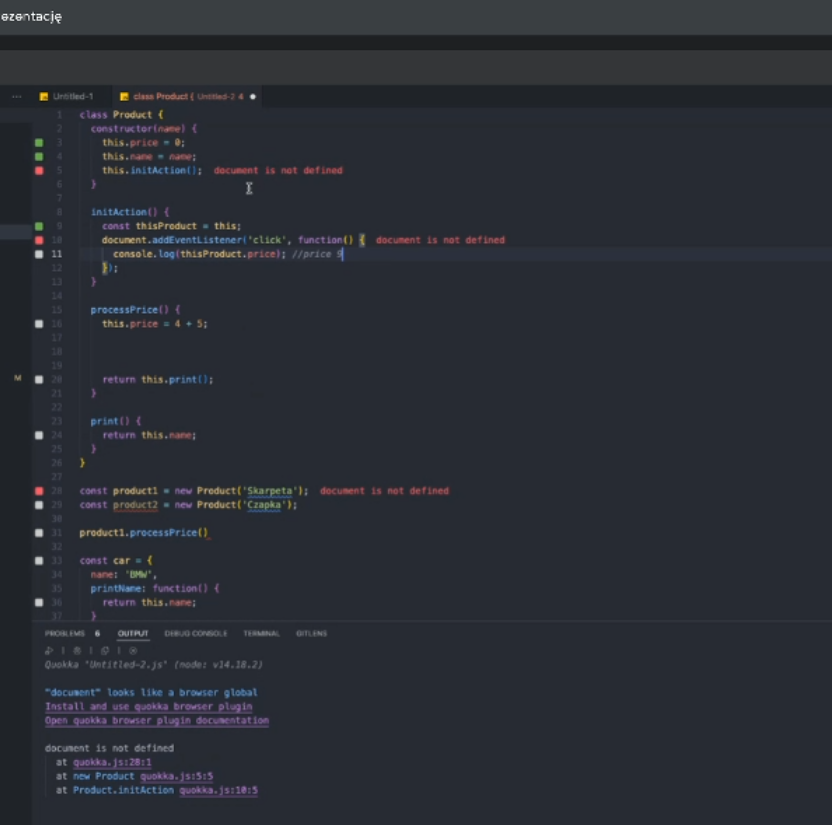 ezentację
... Untitled-1 class Product { Untitled-2 4
1 class Product {
2 constructor(name) {
3 this.price = 0;
4 this.name = name;
5 this.initAction(); document is not defined
6 }
7
8 initAction() {
9 const thisProduct = this;
10 document.addEventListener('click', function() { document is not defined
11 console.log(thisProduct.price); //price 9
12 });
13 }
14
15 processPrice() {
16 this.price = 4 + 5;
17
18
19
M 20 return this.print();
21 }
22
23 print() {
24 return this.name;
25 }
26 }
27
28 const product1 = new Product('Skarpeta'); document is not defined
29 const product2 = new Product('Czapka');
30
31 product1.processPrice()
32
33 const car = {
34 name: 'BMW',
35 printName: function() {
36 return this.name;
37 }
PROBLEMS 6 OUTPUT DEBUG CONSOLE TERMINAL GITLENS
Quokka 'Untitled-2.js' (node: v14.18.2)
"document" looks like a browser global
Install and use quokka browser plugin
Open quokka browser plugin documentation
document is not defined
at quokka.js:28:1
at new Product quokka.js:5:5
at Product.initAction quokka.js:10:5